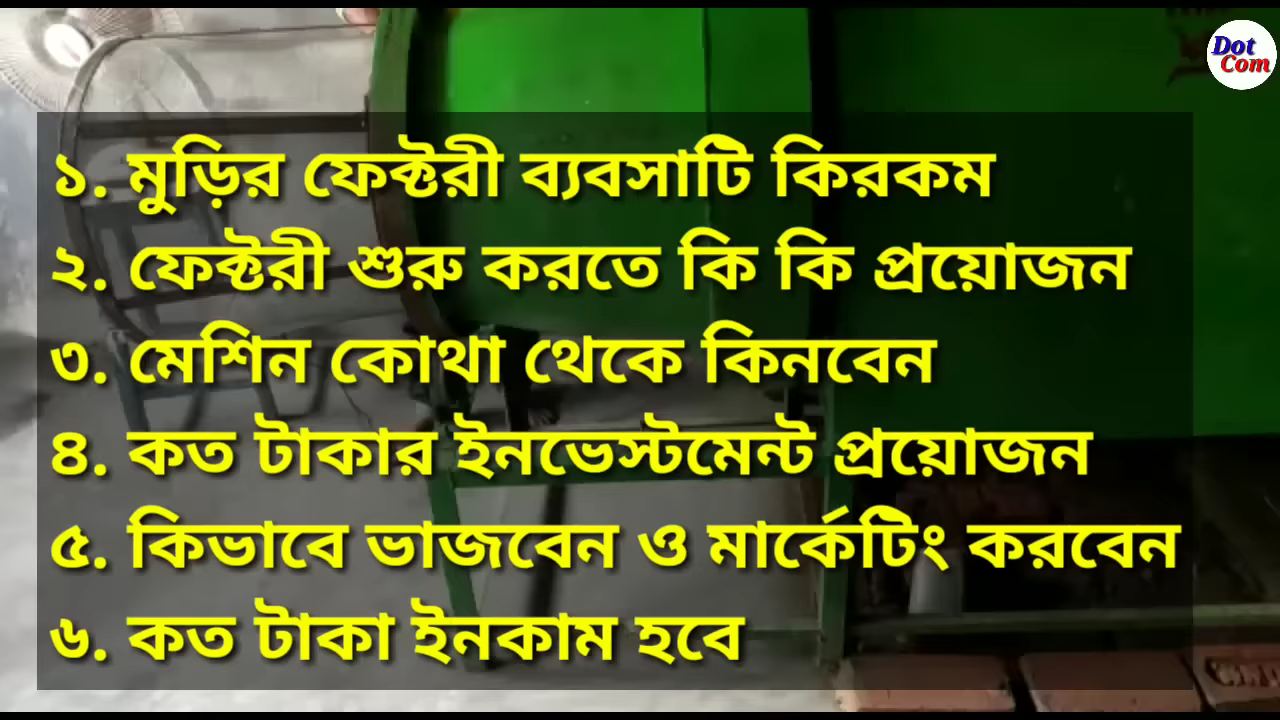 Dot
Com
১. মুড়ির ফেক্টরী ব্যবসাটি কিরকম
২. ফেক্টরী শুরু করতে কি কি প্রয়োজন
৩. মেশিন কোথা থেকে কিনবেন
৪. কত টাকার ইনভেস্টমেন্ট প্রয়োজন
৫. কিভাবে ভাজবেন ও মার্কেটিং করবেন
৬. কত টাকা ইনকাম হবে